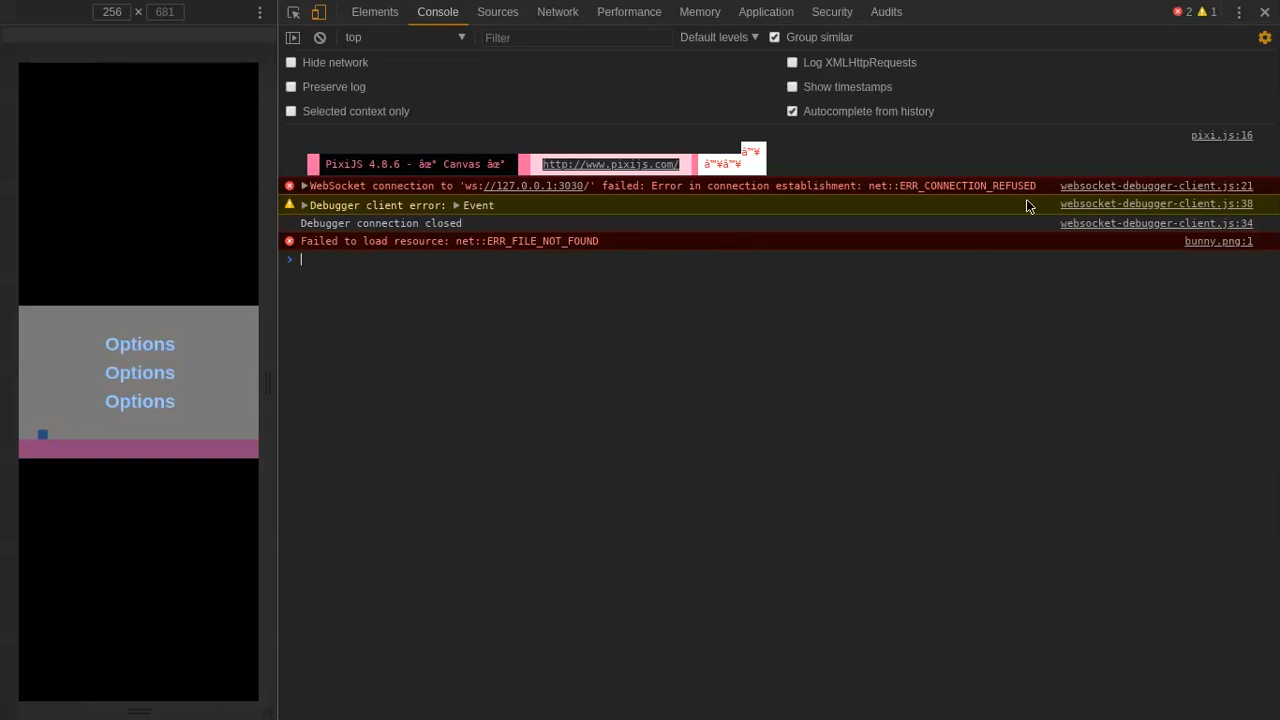 256 × 681
Elements Console Sources Network Performance Memory Application Security Audits 2 1
top Filter Default levels Group similar
Hide network Log XMLHttpRequests
Preserve log Show timestamps
Selected context only Autocomplete from history
pixi.js:16
PixiJS 4.8.6 - âœ° Canvas âœ° http://www.pixijs.com/ â™¥â™¥â™¥
WebSocket connection to 'ws://127.0.0.1:3030/' failed: Error in connection establishment: net::ERR_CONNECTION_REFUSED websocket-debugger-client.js:21
Debugger client error: Event websocket-debugger-client.js:38
Debugger connection closed websocket-debugger-client.js:34
Failed to load resource: net::ERR_FILE_NOT_FOUND bunny.png:1
Options
Options
Options